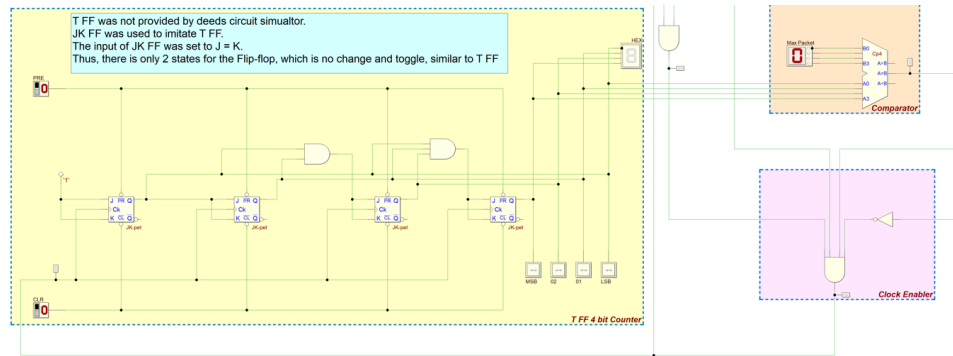 T FF was not provided by deeds circuit simualtor.
JK FF was used to imitate T FF.
The input of JK FF was set to J = K.
Thus, there is only 2 states for the Flip-flop, which is no change and toggle, similar to T FF
HEX
Max Packet
0
B0
B3
A0
A3
Cp4
A>B
A=B
A<B
Comparator
PRE
0
'1'
J PR Q
Ck
K CL Q
JK-pet
J PR Q
Ck
K CL Q
JK-pet
J PR Q
Ck
K CL Q
JK-pet
J PR Q
Ck
K CL Q
JK-pet
MSB
02
01
LSB
CLR
0
T FF 4 bit Counter
Clock Enabler